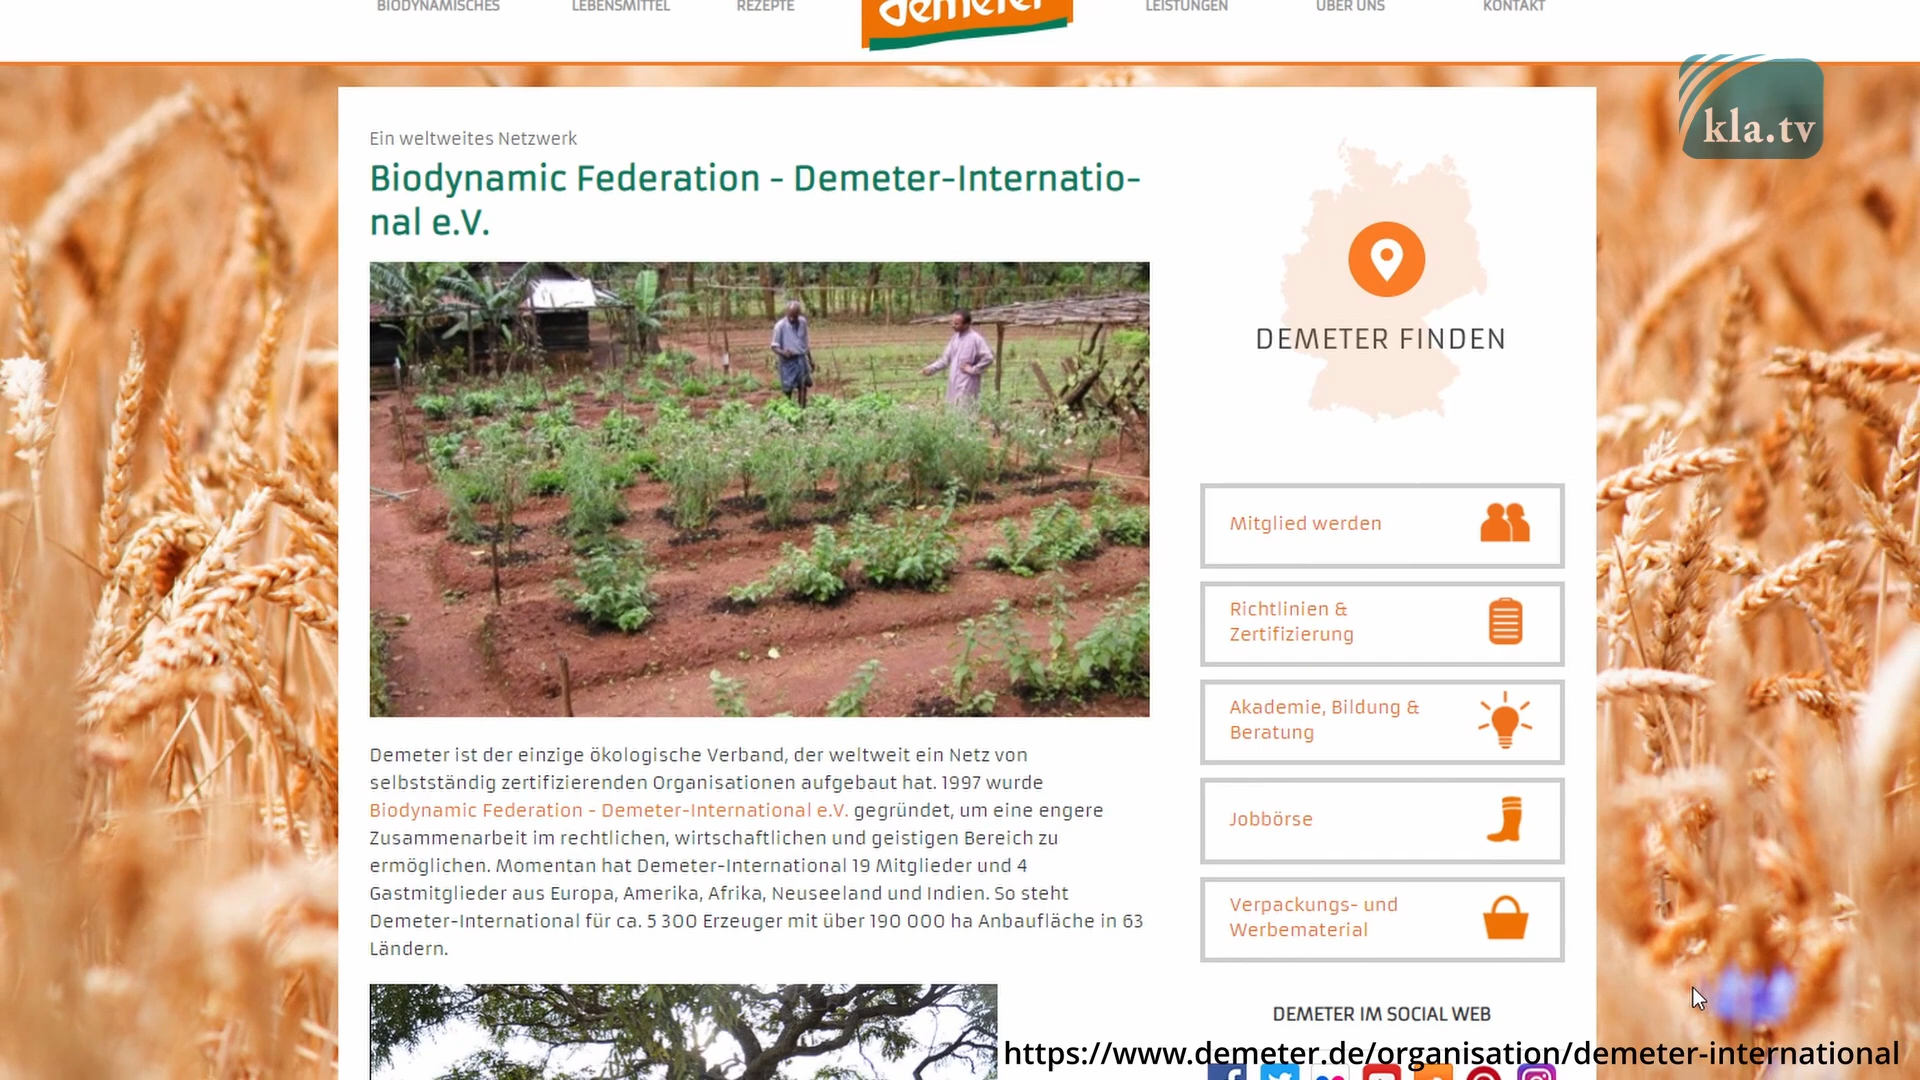 BIODYNAMISCHES
LEBENSMITTEL
REZEPTE
demeter
LEISTUNGEN
ÜBER UNS
KONTAKT
kla.tv
Ein weltweites Netzwerk
Biodynamic Federation - Demeter-Internatio-
nal e.V.
DEMETER FINDEN
Mitglied werden
Richtlinien &
Zertifizierung
Akademie, Bildung &
Beratung
Jobbörse
Verpackungs- und
Werbematerial
Demeter ist der einzige ökologische Verband, der weltweit ein Netz von
selbstständig zertifizierenden Organisationen aufgebaut hat. 1997 wurde
Biodynamic Federation - Demeter-International e.V. gegründet, um eine engere
Zusammenarbeit im rechtlichen, wirtschaftlichen und geistigen Bereich zu
ermöglichen. Momentan hat Demeter-International 19 Mitglieder und 4
Gastmitglieder aus Europa, Amerika, Afrika, Neuseeland und Indien. So steht
Demeter-International für ca. 5 300 Erzeuger mit über 190 000 ha Anbaufläche in 63
Ländern.
DEMETER IM SOCIAL WEB
https://www.demeter.de/organisation/demeter-international